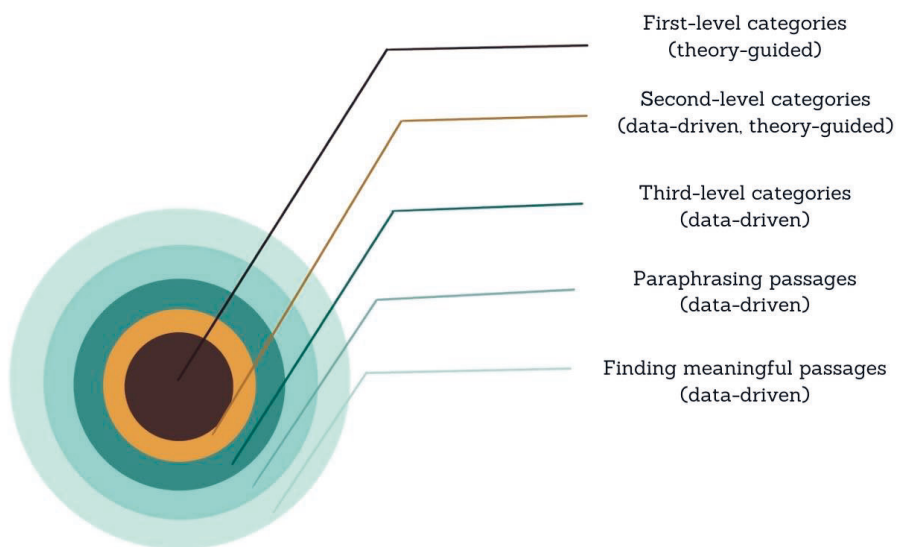 First-level categories
(theory-guided)
Second-level categories
(data-driven, theory-guided)
Third-level categories
(data-driven)
Paraphrasing passages
(data-driven)
Finding meaningful passages
(data-driven)